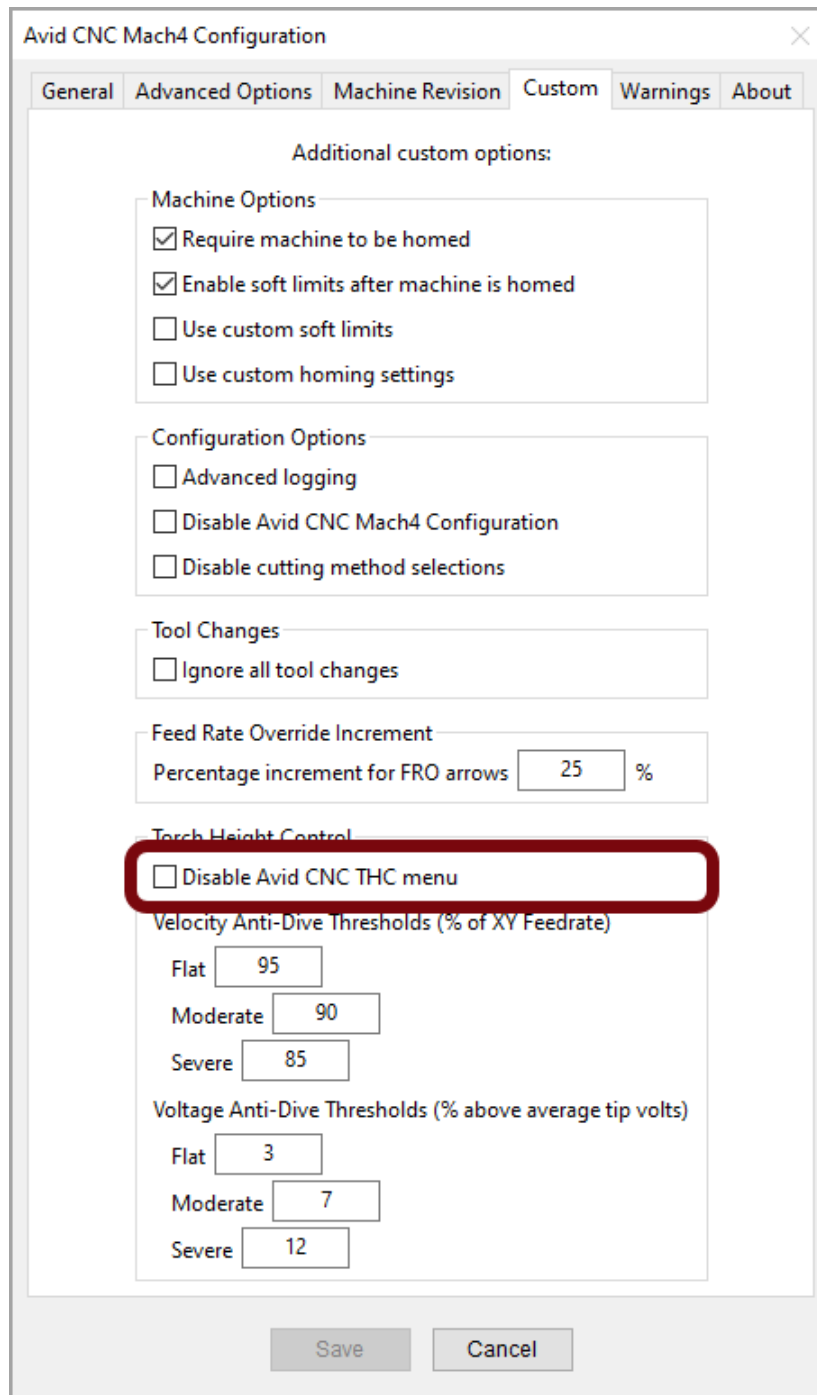 Avid CNC Mach4 Configuration
General Advanced Options Machine Revision Custom Warnings About
Additional custom options:
Machine Options
Require machine to be homed
Enable soft limits after machine is homed
Use custom soft limits
Use custom homing settings
Configuration Options
Advanced logging
Disable Avid CNC Mach4 Configuration
Disable cutting method selections
Tool Changes
Ignore all tool changes
Feed Rate Override Increment
Percentage increment for FRO arrows 25 %
Torch Height Control
Disable Avid CNC THC menu
Velocity Anti-Dive Thresholds (% of XY Feedrate)
Flat 95
Moderate 90
Severe 85
Voltage Anti-Dive Thresholds (% above average tip volts)
Flat 3
Moderate 7
Severe 12
Save Cancel